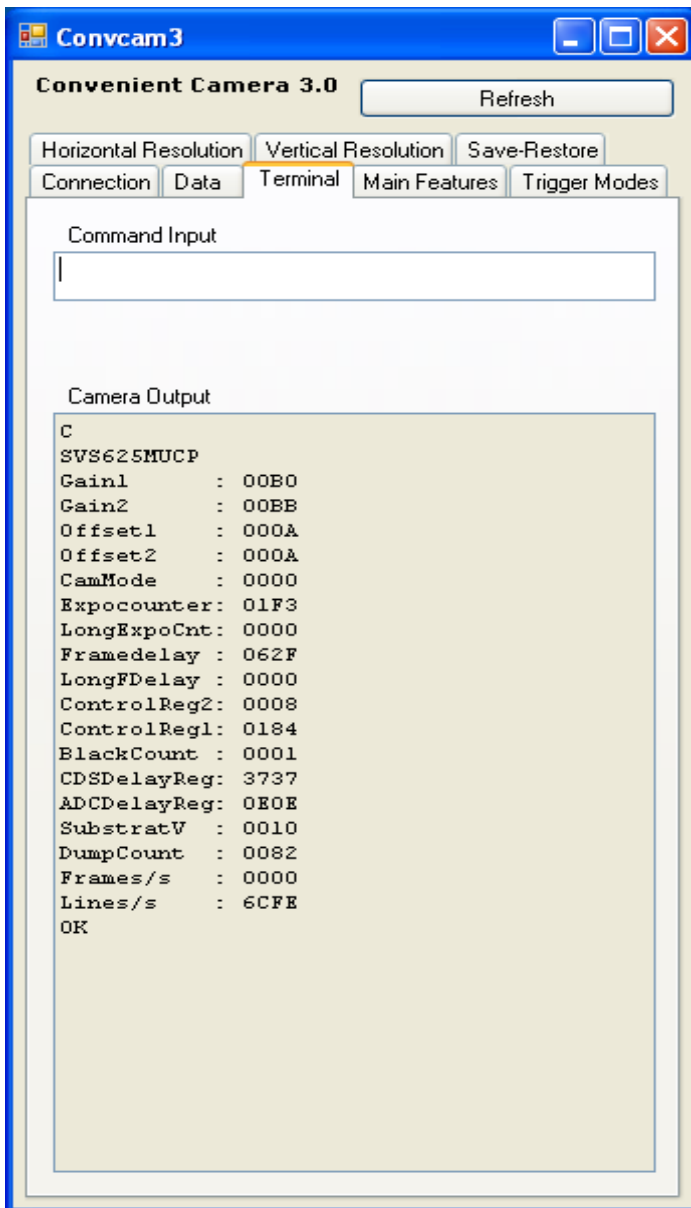 Convcam3
Convenient Camera 3.0
Refresh
Horizontal Resolution Vertical Resolution Save-Restore
Connection Data Terminal Main Features Trigger Modes
Command Input
Camera Output
C
SVS625MUCP
Gain1 : 00B0
Gain2 : 00BB
Offset1 : 000A
Offset2 : 000A
CamMode : 0000
Expocounter: 01F3
LongExpoCnt: 0000
Framedelay : 062F
LongFDelay : 0000
ControlReg2: 0008
ControlReg1: 0184
BlackCount : 0001
CDSDelayReg: 3737
ADCDelayReg: 0E0E
SubstratV : 0010
DumpCount : 0082
Frames/s : 0000
Lines/s : 6CFE
OK